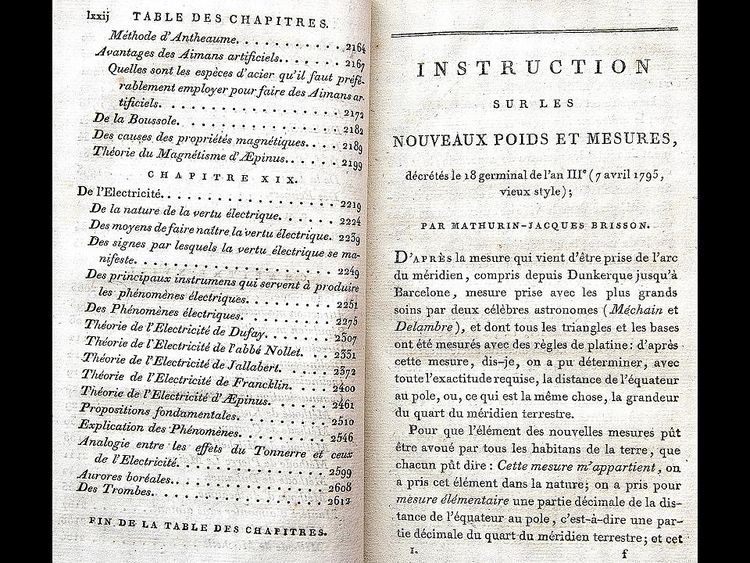 lxxij TABLE DES CHAPITRES.
Méthode d'Antheaume. 2164
Avantages des Aimans artificiels. 2167
Quelles sont les espèces d'acier qu'il faut préfé-
rablement employer pour faire des Aimans ar-
tificiels. 2172
De la Boussole. 2182
Des causes des propriétés magnétiques. 2189
Théorie du Magnétisme d'Æpinus. 2199
CHAPITRE XIX.
De l'Electricité. 2219
De la nature de la vertu électrique. 2224
Des moyens de faire naître la vertu électrique. 2239
Des signes par lesquels la vertu électrique se ma-
nifeste. 2249
Des principaux instrumens qui servent à produire
les phénomènes électriques. 2251
Des Phénomènes électriques. 2275
Théorie de l'Electricité de Dufay. 2307
Théorie de l'Electricité de l'abbé Nollet. 2351
Théorie de l'Electricité de Jallabert. 2372
Théorie de l'Electricité de Francklin. 2400
Théorie de l'Electricité d'Æpinus. 2461
Propositions fondamentales. 2510
Explication des Phénomènes. 2546
Analogie entre les effets du Tonnerre et ceux
de l'Electricité. 2599
Aurores boréales. 2608
Des Trombes. 2612
FIN DE LA TABLE DES CHAPITRES.
INSTRUCTION
SUR LES
NOUVEAUX POIDS ET MESURES,
décrétés le 18 germinal de l'an IIIe (7 avril 1795,
vieux style);
PAR MATHURIN-JACQUES BRISSON.
D'APRÈS la mesure qui vient d'être prise de l'arc
du méridien, compris depuis Dunkerque jusqu'à
Barcelone, mesure prise avec les plus grands
soins par deux célèbres astronomes (Méchain et
Delambre), et dont tous les triangles et les bases
ont été mesurés avec des règles de platine: d'après
cette mesure, dis-je, on a pu déterminer, avec
toute l'exactitude requise, la distance de l'équateur
au pole, ou, ce qui est la même chose, la grandeur
du quart du méridien terrestre.
Pour que l'élément des nouvelles mesures pût
être avoué par tous les habitans de la terre, que
chacun pût dire: Cette mesure m'appartient, on
a pris cet élément dans la nature; on a pris pour
mesure élémentaire une partie décimale de la dis-
tance de l'équateur au pole, c'est-à-dire une par-
tie décimale du quart du méridien terrestre; et cet
1. f